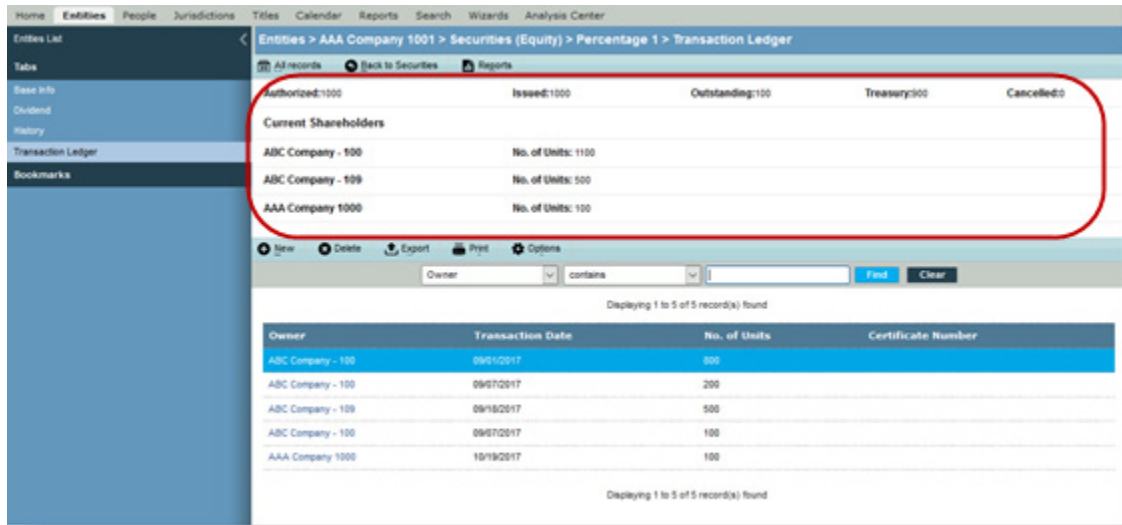 Home Entities People Jurisdictions Titles Calendar Reports Search Wizards Analysis Center
Entities List
Entities > AAA Company 1001 > Securities (Equity) > Percentage 1 > Transaction Ledger
Tabs
All records Back to Securities Reports
Base Info
Authorized:1000 Issued:1000 Outstanding:100 Treasury:900 Cancelled:0
Dividend
History
Current Shareholders
Transaction Ledger
ABC Company - 100 No. of Units: 1100
Bookmarks
ABC Company - 109 No. of Units: 500
AAA Company 1000 No. of Units: 100
New Delete Export Print Options
Owner contains Find Clear
Displaying 1 to 5 of 5 record(s) found
Owner Transaction Date No. of Units Certificate Number
ABC Company - 100 09/01/2017 800
ABC Company - 100 09/07/2017 200
ABC Company - 109 09/18/2017 500
ABC Company - 100 09/07/2017 100
AAA Company 1000 10/19/2017 100
Displaying 1 to 5 of 5 record(s) found